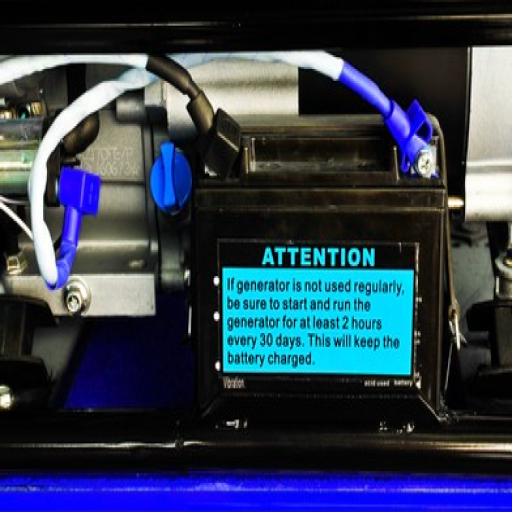 ATTENTION
If generator is not used regularly,
be sure to start and run the
generator for at least 2 hours
every 30 days. This will keep the
battery charged.
Vibration
acid used battery